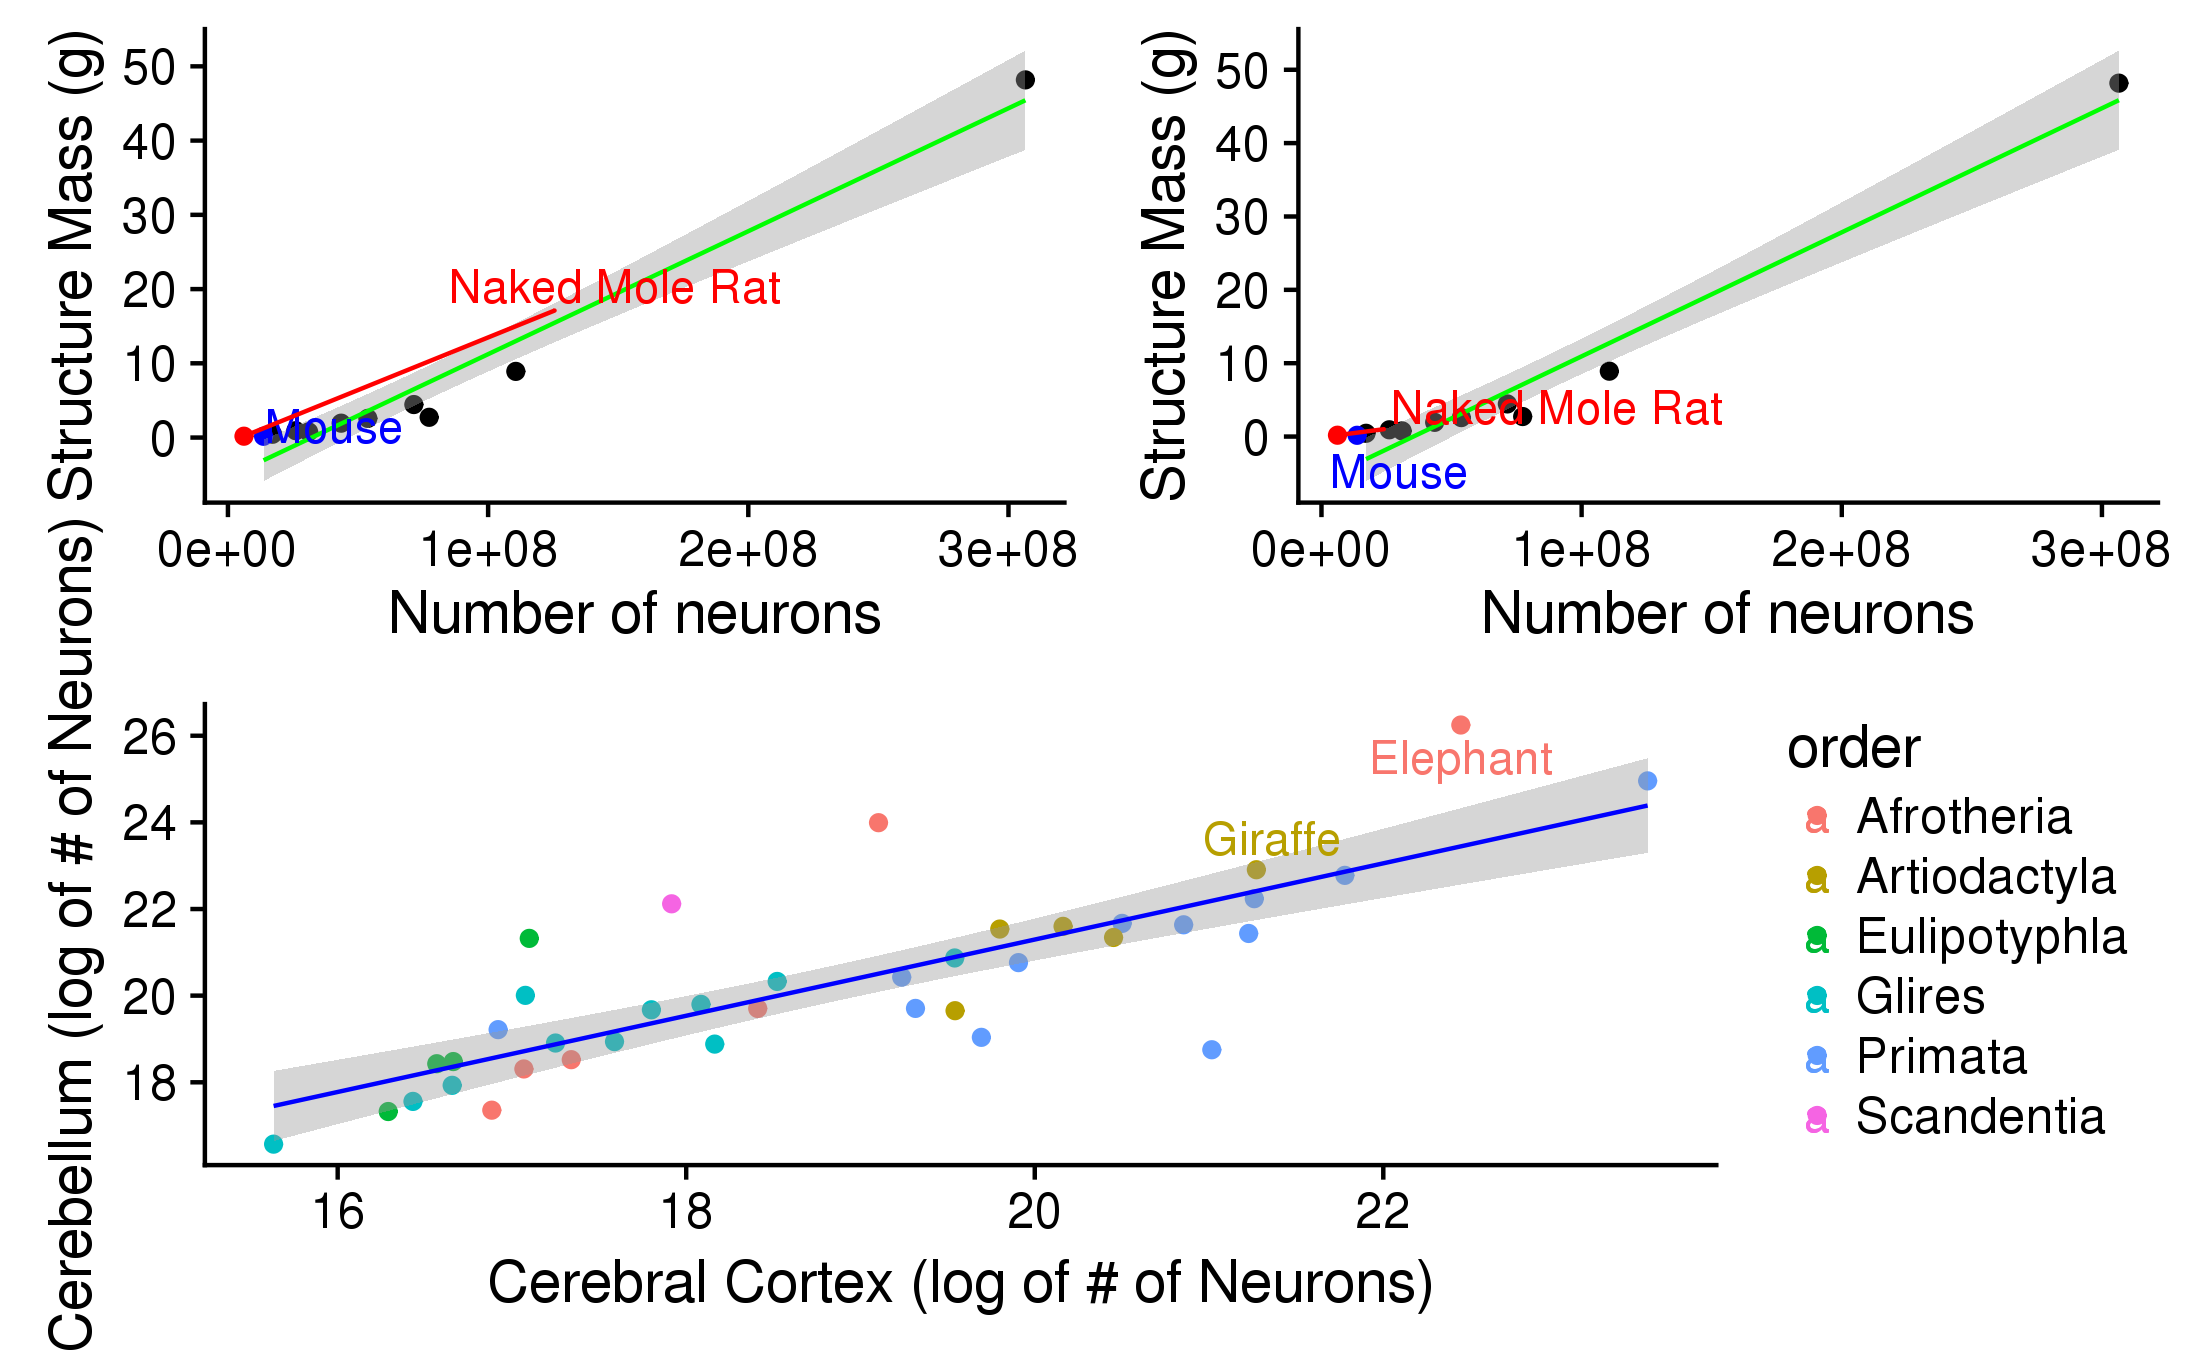 Structure Mass (g)
50
40
30
20
10
0
Naked Mole Rat
Mouse
0e+00 1e+08 2e+08 3e+08
Number of neurons
Structure Mass (g)
50
40
30
20
10
0
Naked Mole Rat
Mouse
0e+00 1e+08 2e+08 3e+08
Number of neurons
Cerebellum (log of # of Neurons)
26
24
22
20
18
Elephant
Giraffe
16 18 20 22
Cerebral Cortex (log of # of Neurons)
order
a Afrotheria
a Artiodactyla
a Eulipotyphla
a Glires
a Primata
a Scandentia